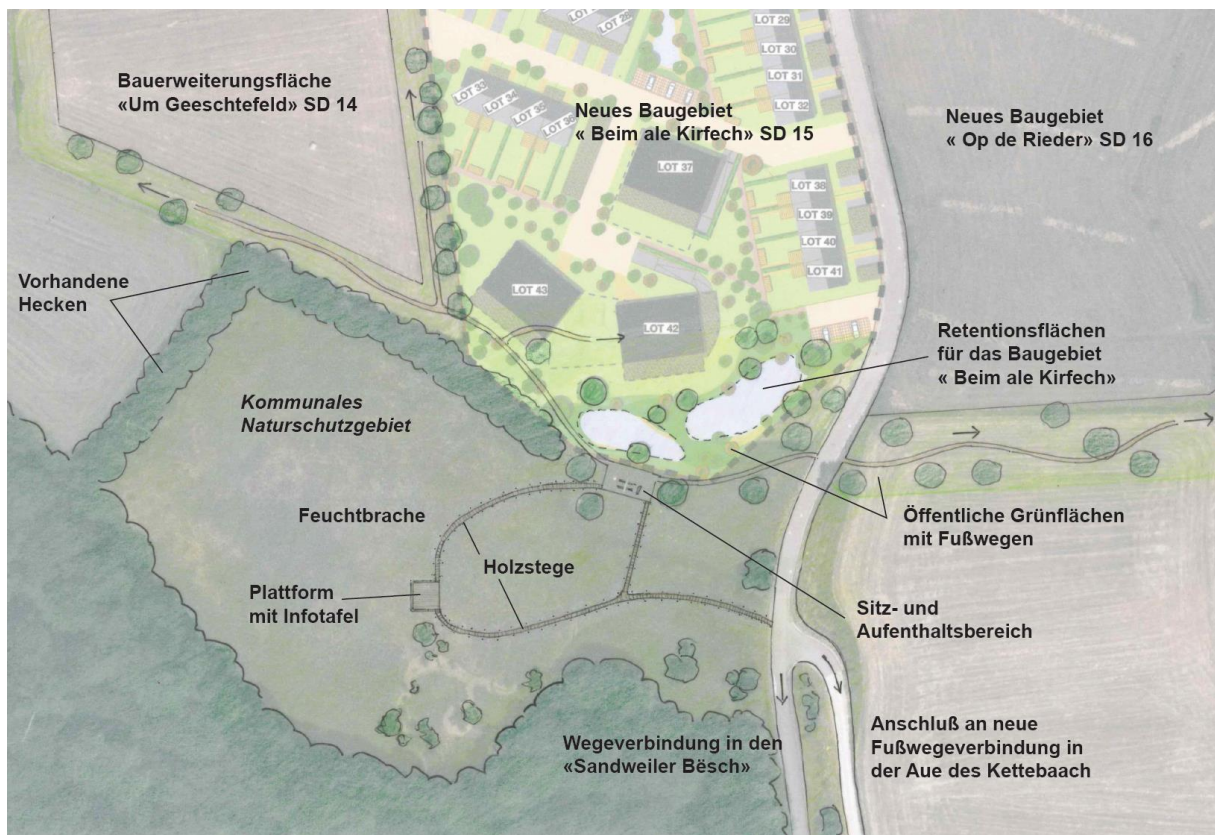 LOT 29
LOT 30
LOT 31
LOT 32
LOT 34
LOT 35
Bauerweiterungsfläche
«Um Geeschtefeld» SD 14
Neues Baugebiet
« Beim ale Kirfech» SD 15
Neues Baugebiet
« Op de Rieder» SD 16
LOT 37
LOT 38
LOT 39
LOT 40
LOT 41
LOT 43
LOT 42
Vorhandene
Hecken
Retentionsflächen
für das Baugebiet
« Beim ale Kirfech»
Kommunales
Naturschutzgebiet
Feuchtbrache
Öffentliche Grünflächen
mit Fußwegen
Holzstege
Plattform
mit Infotafel
Sitz- und
Aufenthaltsbereich
Wegeverbindung in den
«Sandweiler Bësch»
Anschluß an neue
Fußwegeverbindung in
der Aue des Kettebaach